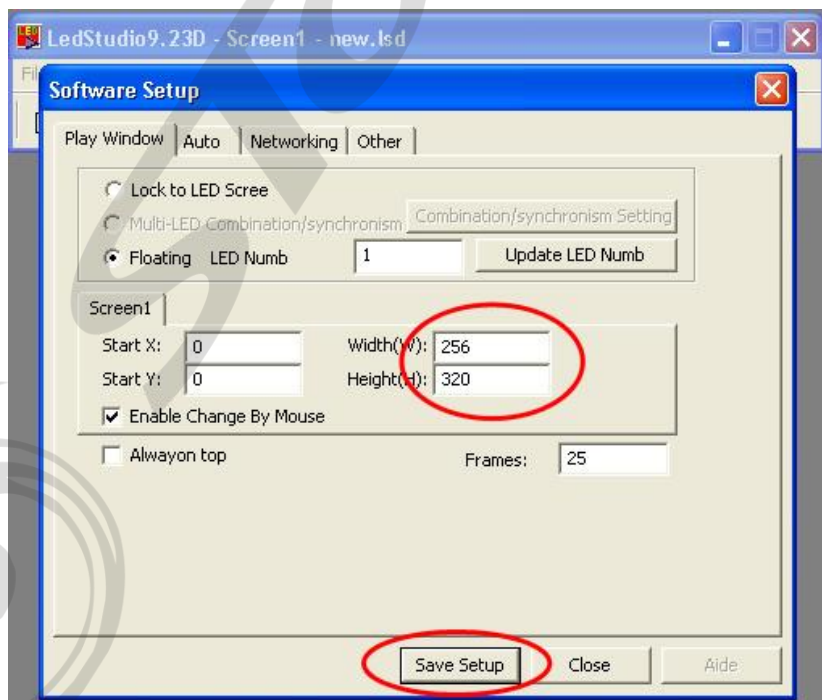 LED
LedStudio9.23D - Screen1 - new.lsd
Fil
Software Setup
Play Window Auto Networking Other
Lock to LED Scree
Multi-LED Combination/synchronism Combination/synchronism Setting
Floating LED Numb 1 Update LED Numb
Screen1
Start X: 0 Width(W): 256
Start Y: 0 Height(H): 320
Enable Change By Mouse
Alwayon top Frames: 25
Save Setup Close Aide